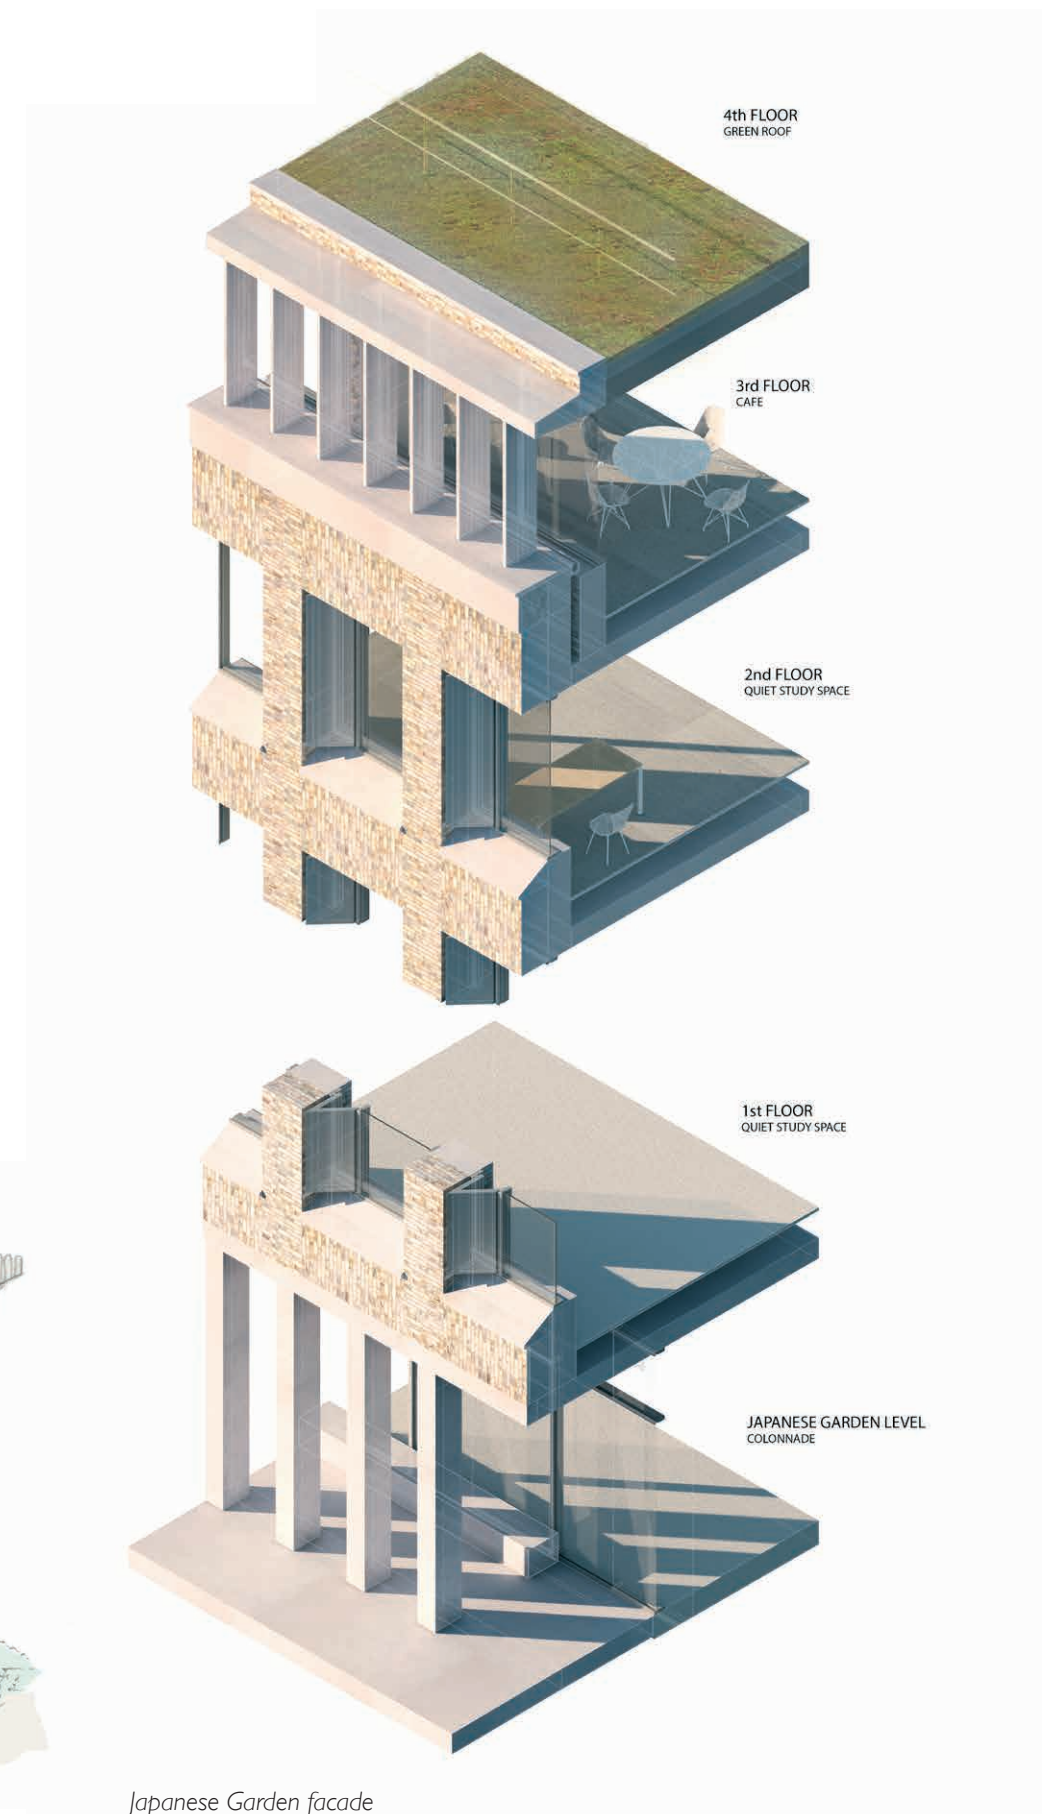 4th FLOOR
GREEN ROOF
3rd FLOOR
CAFE
2nd FLOOR
QUIET STUDY SPACE
1st FLOOR
QUIET STUDY SPACE
JAPANESE GARDEN LEVEL
COLONNADE
Japanese Garden facade